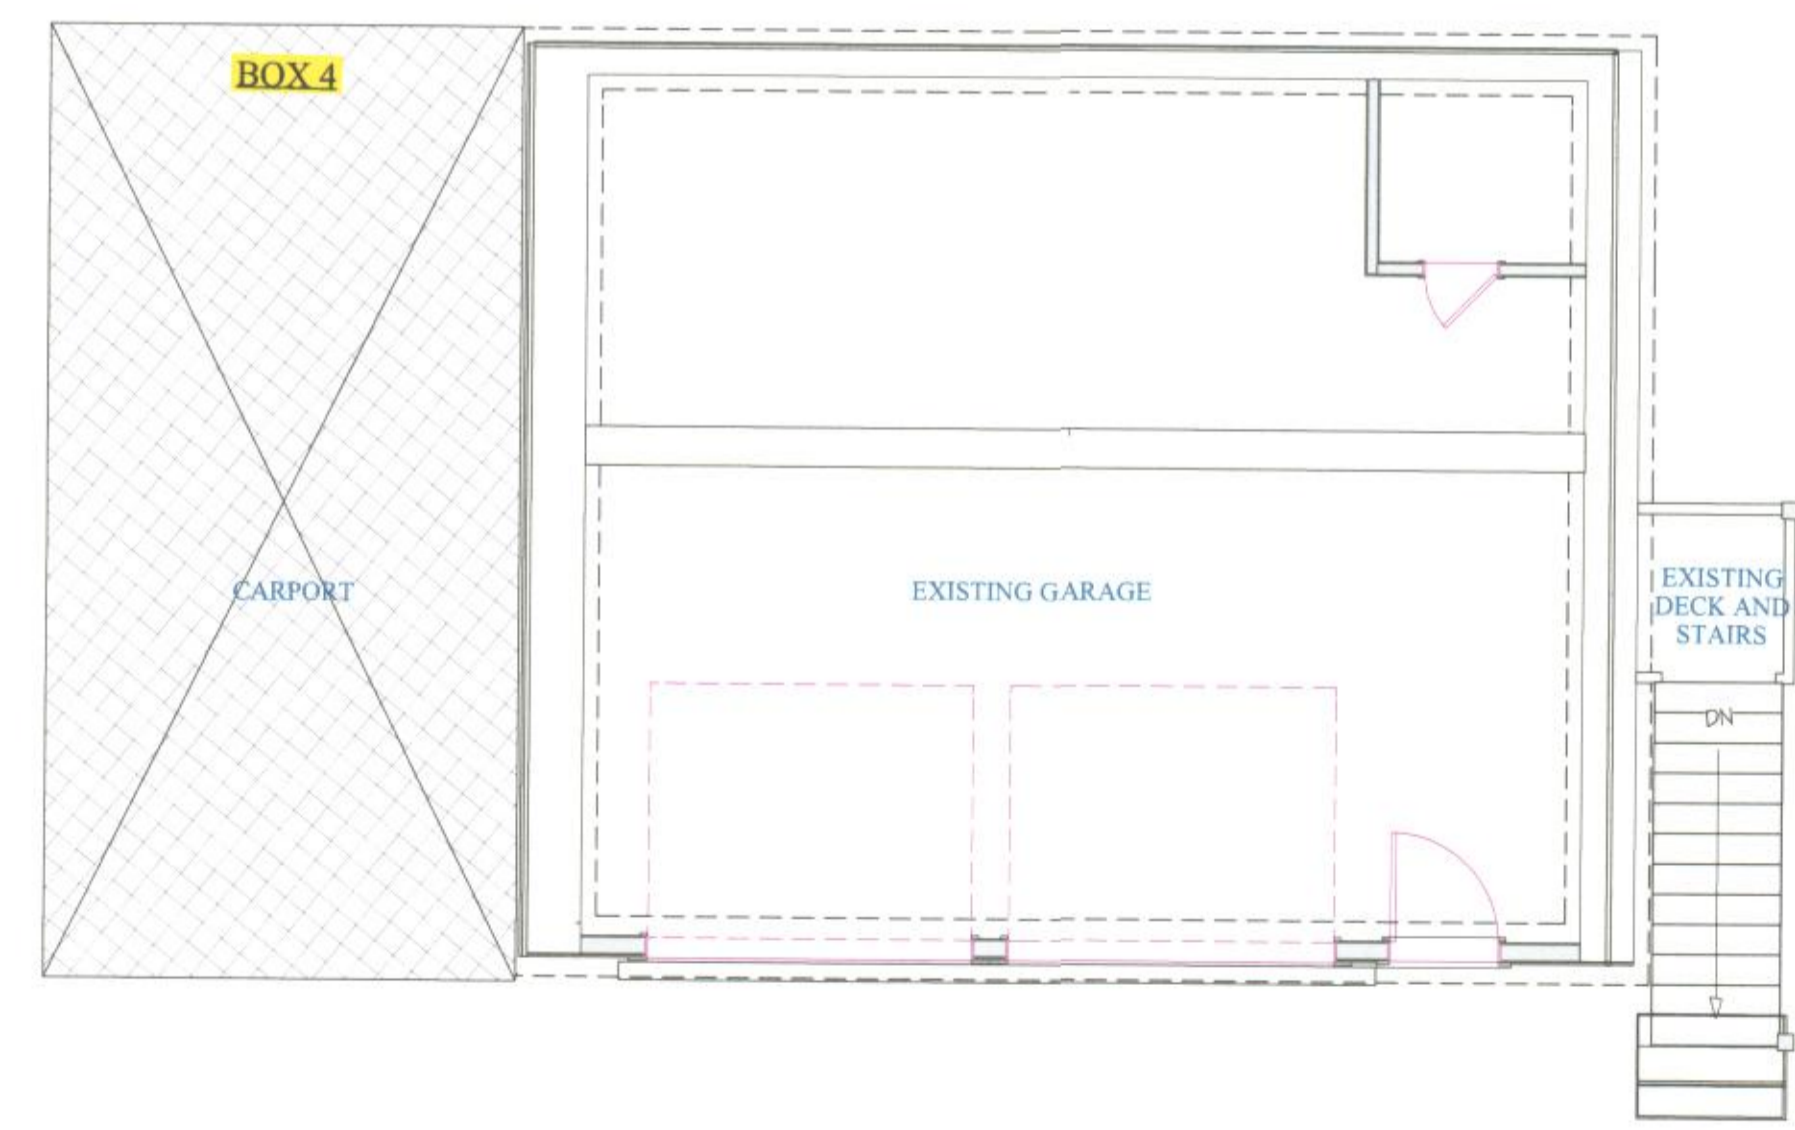 BOX 4
CARPORT
EXISTING GARAGE
EXISTING
DECK AND
STAIRS
DN